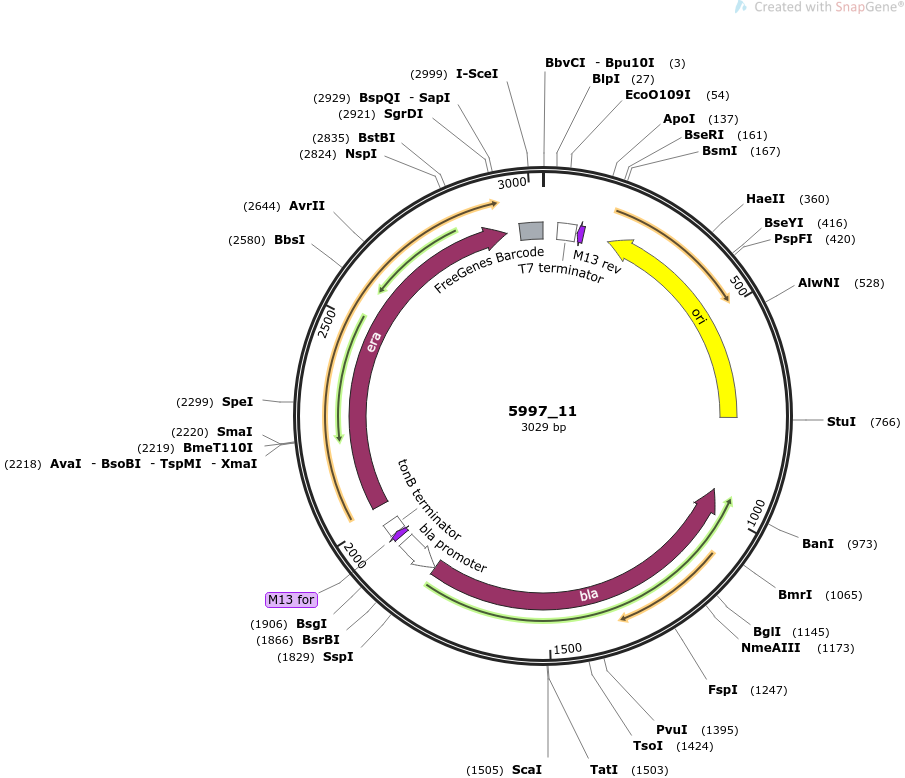 Created with SnapGene®
BbvCI - Bpu10I (3)
BlpI (27)
EcoO109I (54)
ApoI (137)
BseRI (161)
BsmI (167)
HaeII (360)
BseYI (416)
PspFI (420)
AlwNI (528)
StuI (766)
BanI (973)
BmrI (1065)
BglI (1145)
NmeAIII (1173)
FspI (1247)
PvuI (1395)
TsoI (1424)
TatI (1503)
(1505) ScaI
(1829) SspI
(1866) BsrBI
(1906) BsgI
M13 for
(2218) AvaI - BsoBI - TspMI - XmaI
(2219) BmeT110I
(2220) SmaI
(2299) SpeI
(2580) BbsI
(2644) AvrII
(2824) NspI
(2835) BstBI
(2921) SgrDI
(2929) BspQI - SapI
(2999) I-SceI
500
1000
1500
2000
2500
3000
FreeGenes Barcode
T7 terminator
M13 rev
ori
era
tonB terminator
bla promoter
bla
5997_11
3029 bp